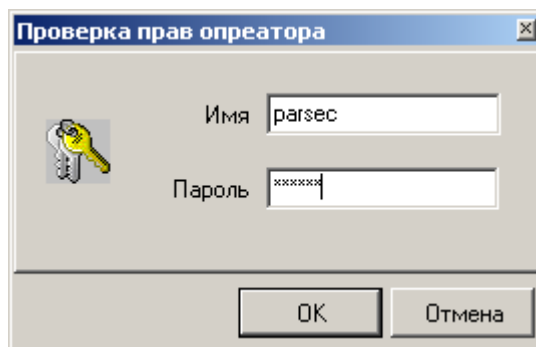 Проверка прав опреатора
Имя parsec
Пароль ××××××
OK Отмена